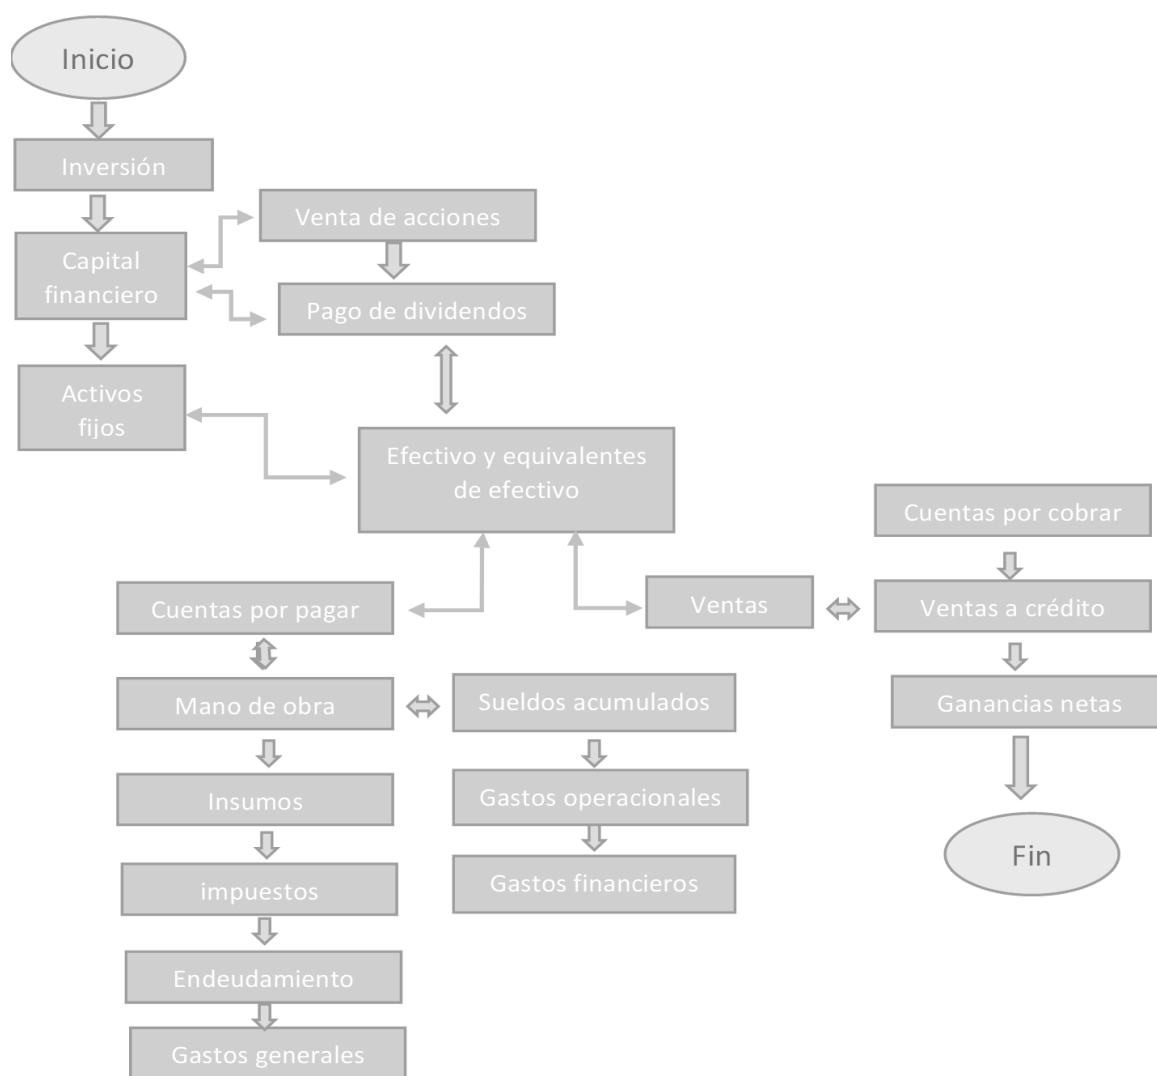 Inicio
Inversión
Venta de acciones
Capital
financiero
Pago de dividendos
Activos
fijos
Efectivo y equivalentes
de efectivo
Cuentas por cobrar
Cuentas por pagar
Ventas
Ventas a crédito
Mano de obra
Sueldos acumulados
Ganancias netas
Insumos
Gastos operacionales
impuestos
Gastos financieros
Fin
Endeudamiento
Gastos generales